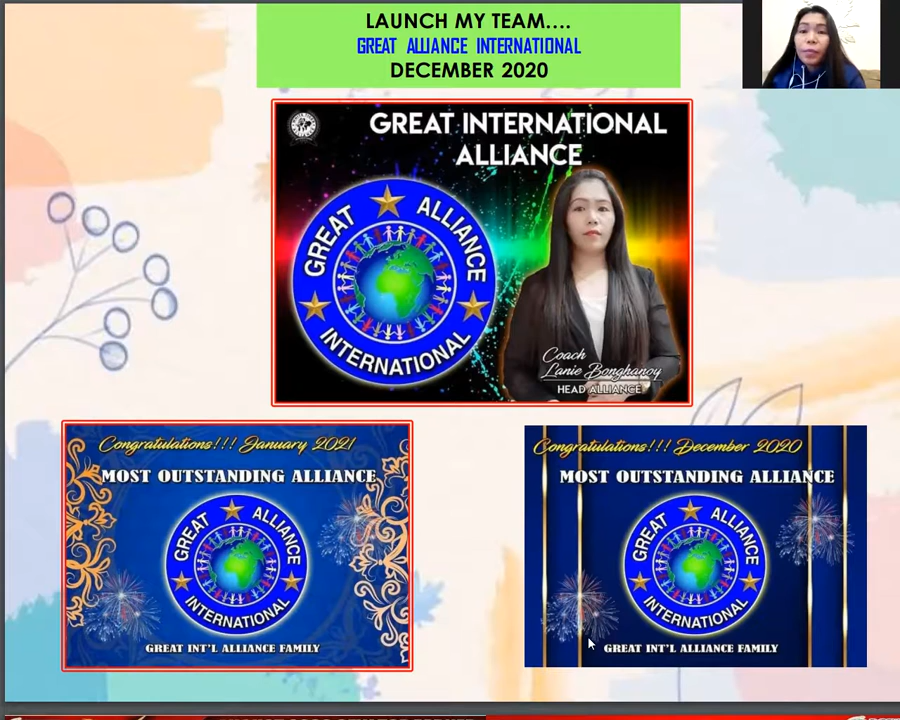 LAUNCH MY TEAM....
GREAT ALLIANCE INTERNATIONAL
DECEMBER 2020
GREAT INTERNATIONAL
ALLIANCE
GREAT ALLIANCE
INTERNATIONAL
Coach
Lanie Bonghanoy
HEAD ALLIANCE
Congratulations!!! January 2021
MOST OUTSTANDING ALLIANCE
GREAT ALLIANCE
INTERNATIONAL
GREAT INT'L ALLIANCE FAMILY
Congratulations!!! December 2020
MOST OUTSTANDING ALLIANCE
GREAT ALLIANCE
INTERNATIONAL
GREAT INT'L ALLIANCE FAMILY